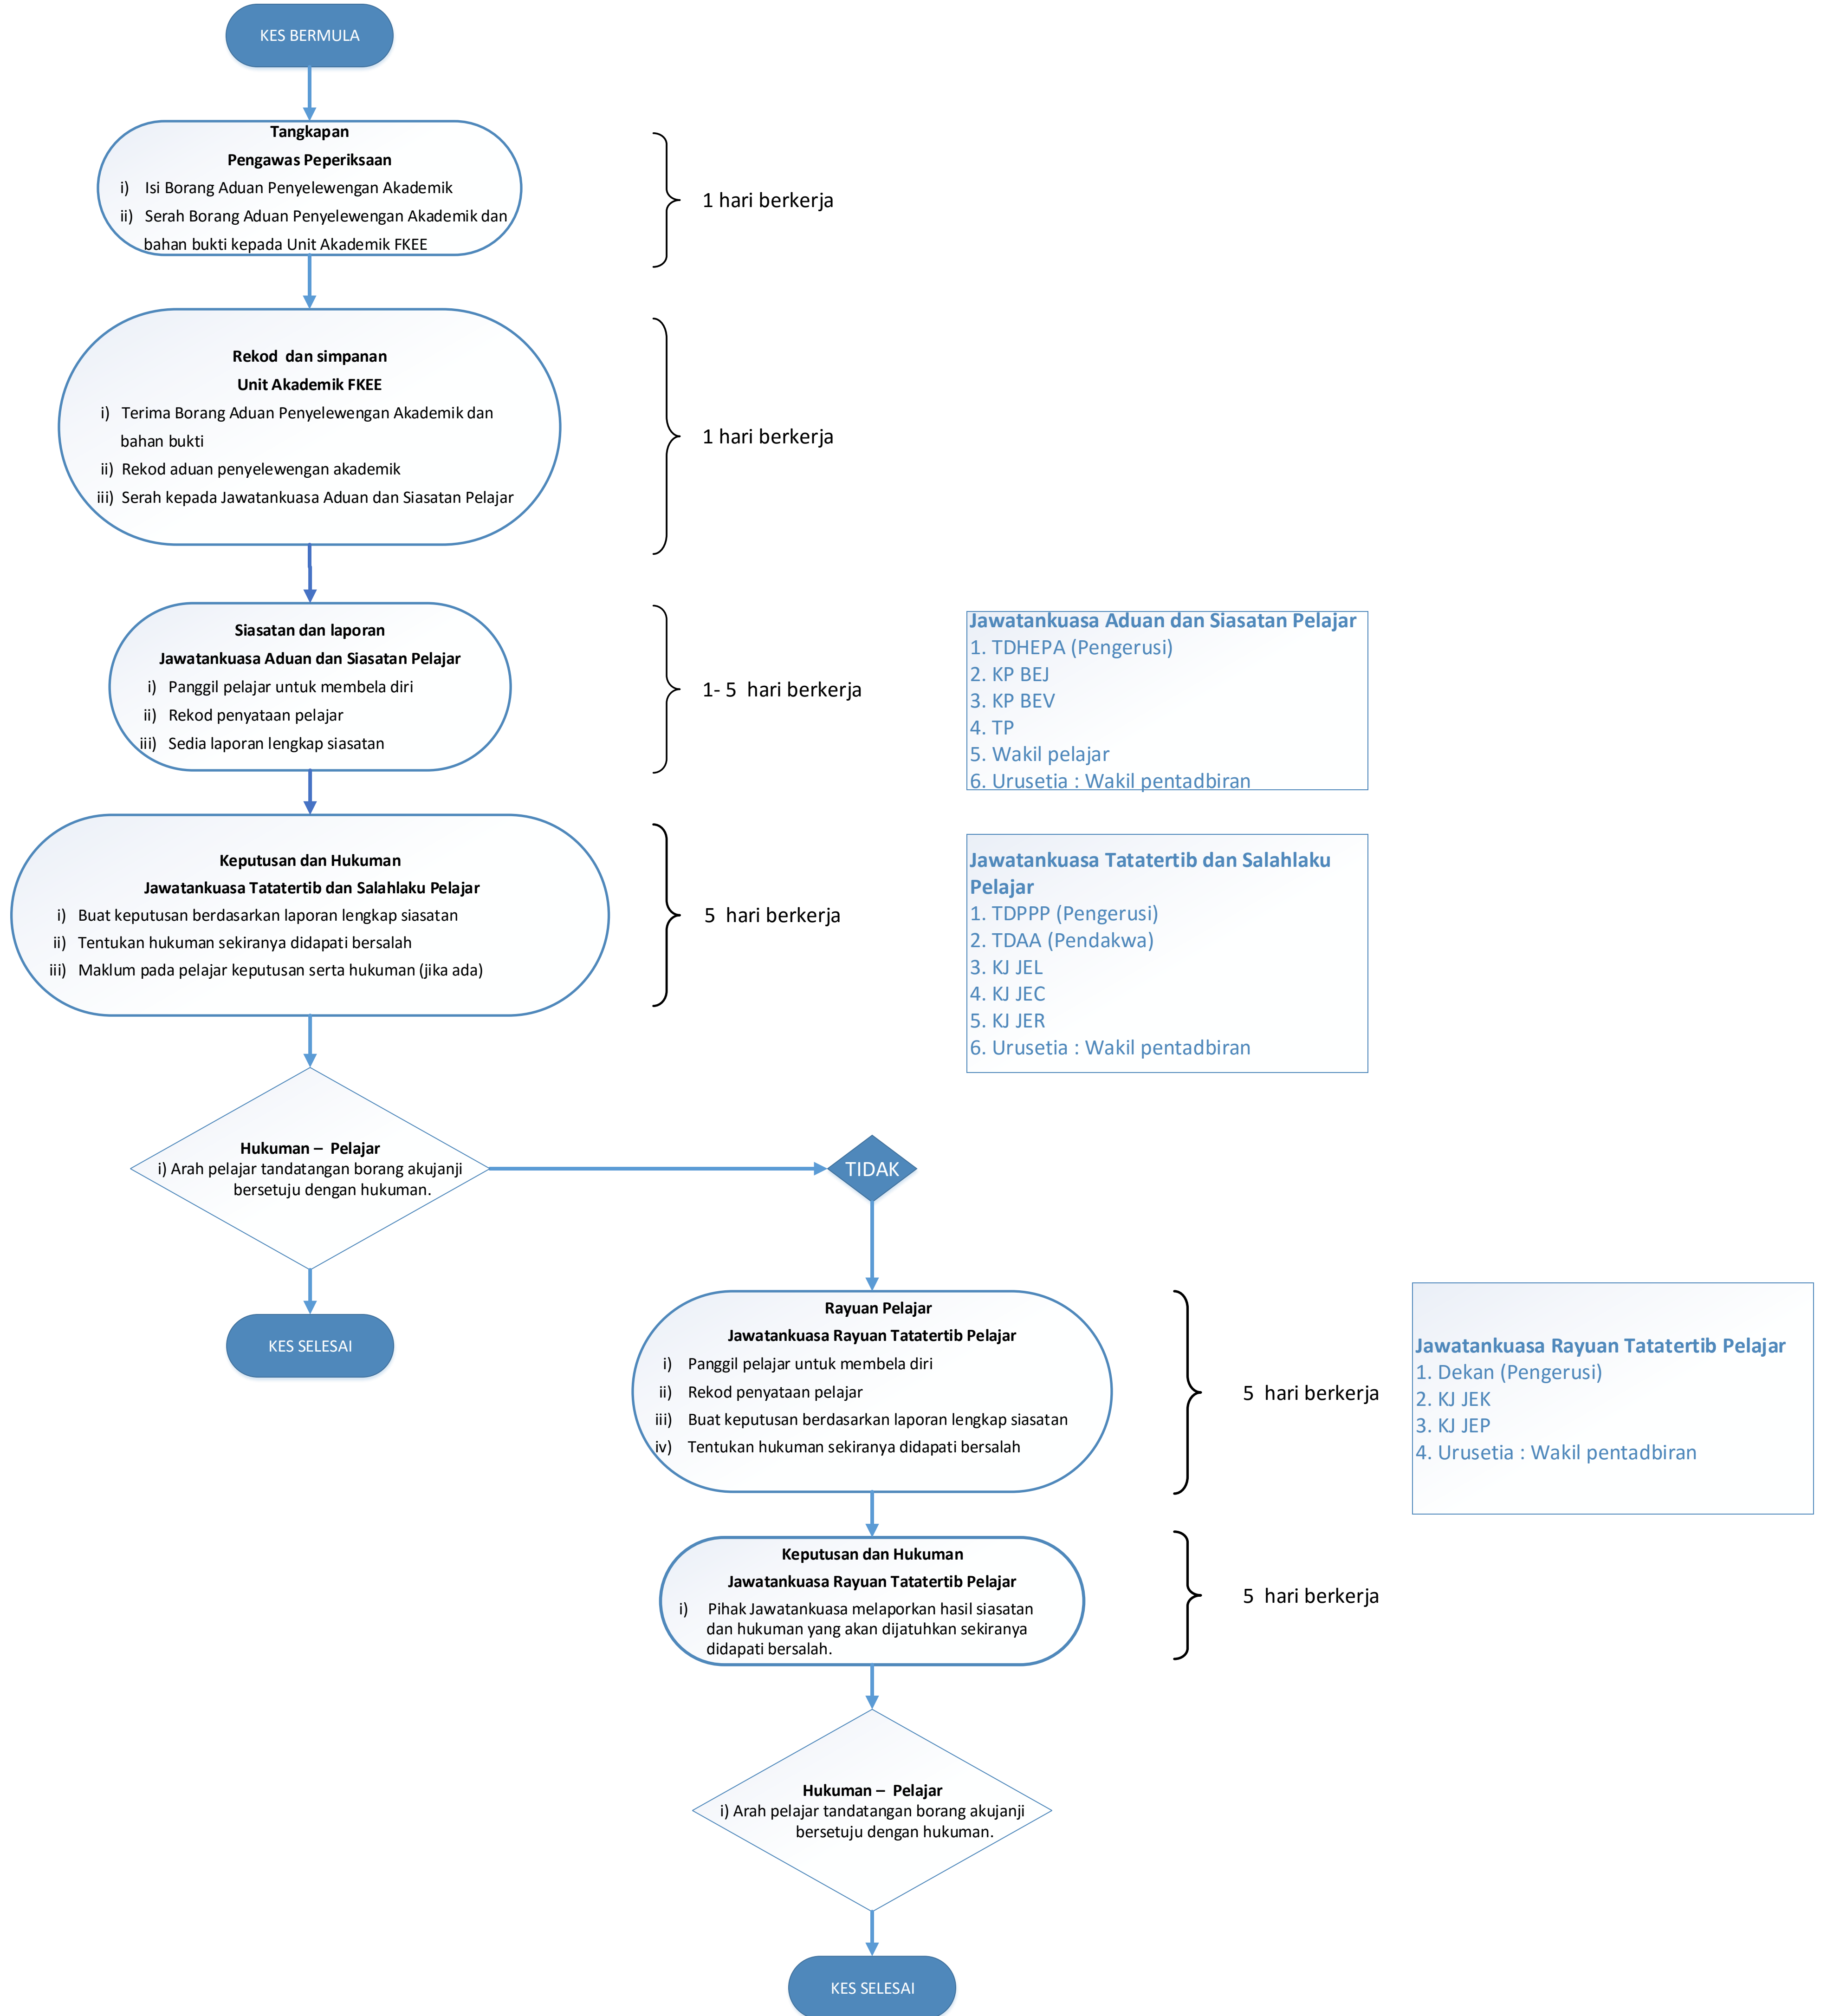 KES BERMULA
Tangkapan
Pengawas Peperiksaan
i) Isi Borang Aduan Penyelewengan Akademik
ii) Serah Borang Aduan Penyelewengan Akademik dan
bahan bukti kepada Unit Akademik FKEE
1 hari berkerja
Rekod dan simpanan
Unit Akademik FKEE
i) Terima Borang Aduan Penyelewengan Akademik dan
bahan bukti
ii) Rekod aduan penyelewengan akademik
iii) Serah kepada Jawatankuasa Aduan dan Siasatan Pelajar
1 hari berkerja
Siasatan dan laporan
Jawatankuasa Aduan dan Siasatan Pelajar
i) Panggil pelajar untuk membela diri
ii) Rekod penyataan pelajar
iii) Sedia laporan lengkap siasatan
1- 5 hari berkerja
Jawatankuasa Aduan dan Siasatan Pelajar
1. TDHEPA (Pengerusi)
2. KP BEJ
3. KP BEV
4. TP
5. Wakil pelajar
6. Urusetia : Wakil pentadbiran
Keputusan dan Hukuman
Jawatankuasa Tatatertib dan Salahlaku Pelajar
i) Buat keputusan berdasarkan laporan lengkap siasatan
ii) Tentukan hukuman sekiranya didapati bersalah
iii) Maklum pada pelajar keputusan serta hukuman (jika ada)
5 hari berkerja
Jawatankuasa Tatatertib dan Salahlaku
Pelajar
1. TDPPP (Pengerusi)
2. TDAA (Pendakwa)
3. KJ JEL
4. KJ JEC
5. KJ JER
6. Urusetia : Wakil pentadbiran
Hukuman – Pelajar
i) Arah pelajar tandatangan borang akujanji
bersetuju dengan hukuman.
TIDAK
KES SELESAI
Rayuan Pelajar
Jawatankuasa Rayuan Tatatertib Pelajar
i) Panggil pelajar untuk membela diri
ii) Rekod penyataan pelajar
iii) Buat keputusan berdasarkan laporan lengkap siasatan
iv) Tentukan hukuman sekiranya didapati bersalah
5 hari berkerja
Jawatankuasa Rayuan Tatatertib Pelajar
1. Dekan (Pengerusi)
2. KJ JEK
3. KJ JEP
4. Urusetia : Wakil pentadbiran
Keputusan dan Hukuman
Jawatankuasa Rayuan Tatatertib Pelajar
i) Pihak Jawatankuasa melaporkan hasil siasatan
dan hukuman yang akan dijatuhkan sekiranya
didapati bersalah.
5 hari berkerja
Hukuman – Pelajar
i) Arah pelajar tandatangan borang akujanji
bersetuju dengan hukuman.
KES SELESAI